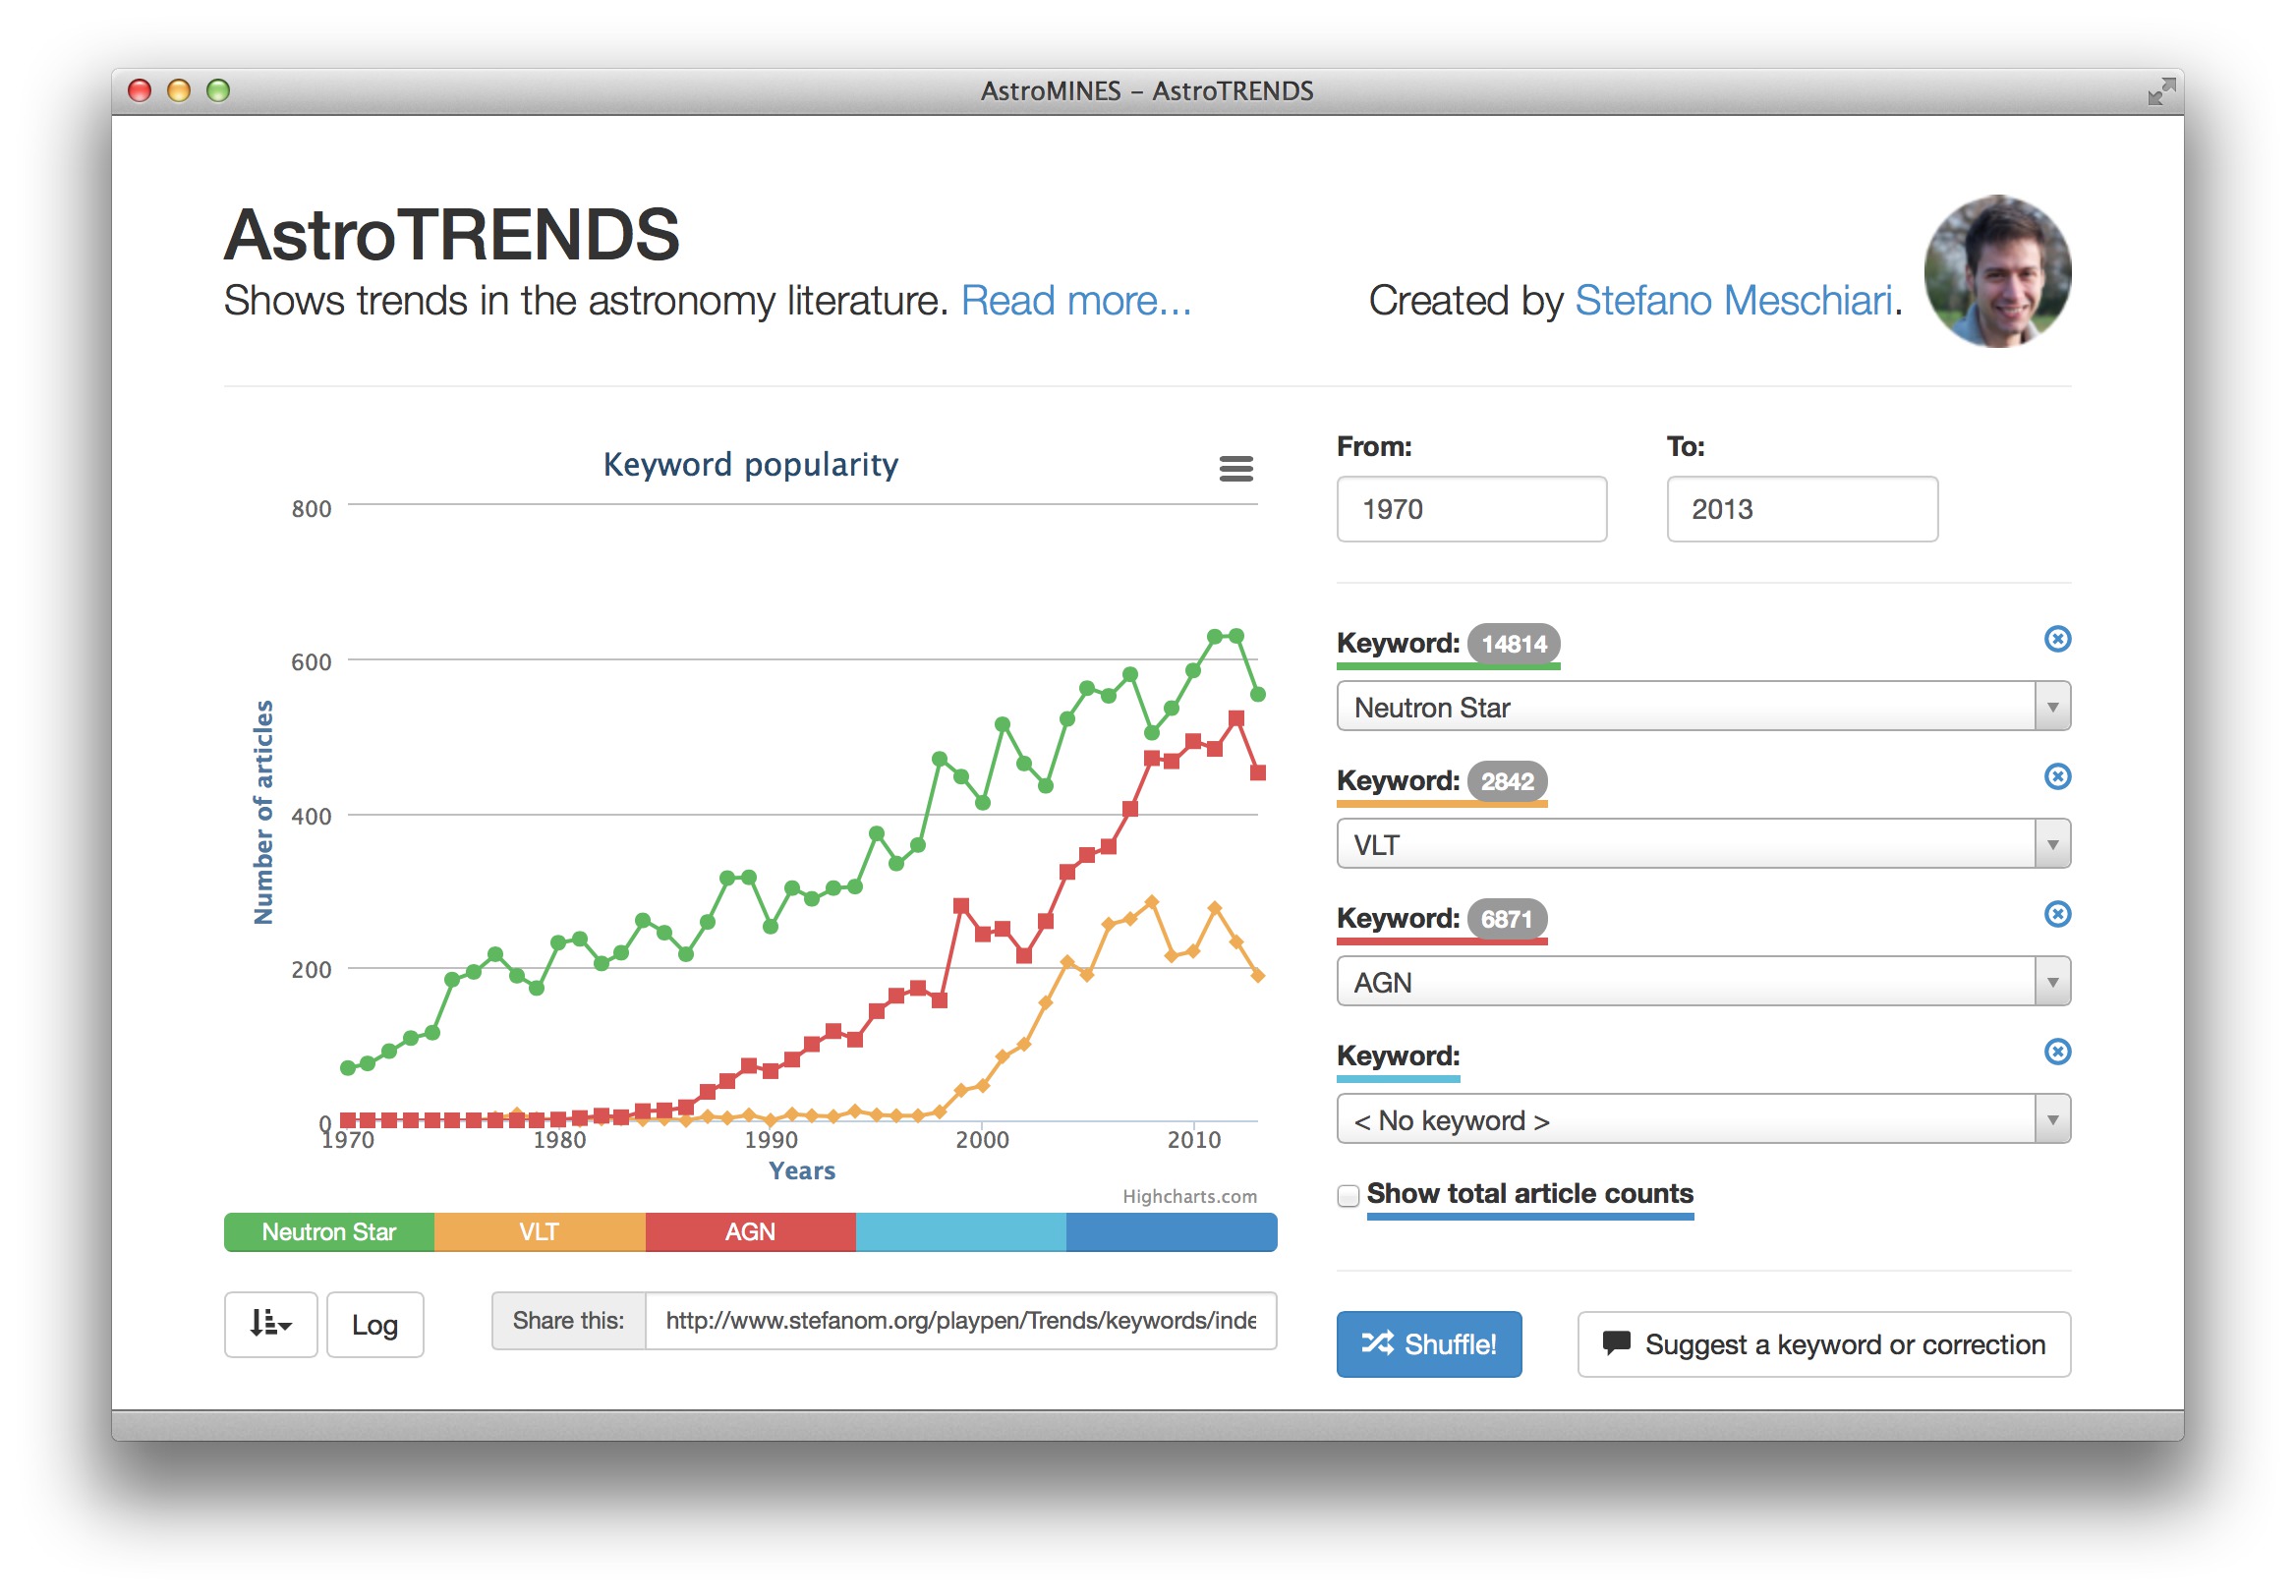 AstroMINES – AstroTRENDS
AstroTRENDS
Shows trends in the astronomy literature. Read more...
Created by Stefano Meschiari.
Keyword popularity
800
600
400
200
0
Number of articles
1970 1980 1990 2000 2010
Years
Highcharts.com
Neutron Star VLT AGN
Log
Share this: http://www.stefanom.org/playpen/Trends/keywords/inde
From: To:
1970 2013
Keyword: 14814
Neutron Star
Keyword: 2842
VLT
Keyword: 6871
AGN
Keyword:
< No keyword >
Show total article counts
Shuffle! Suggest a keyword or correction